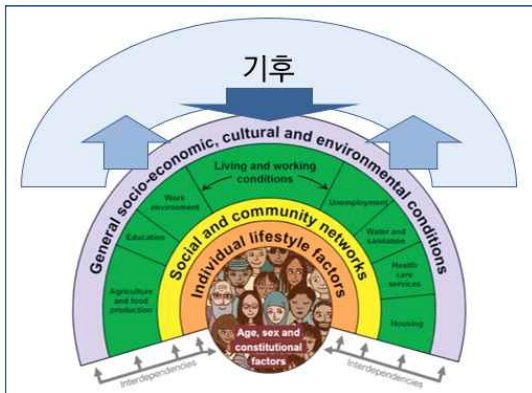 기후
General socio-economic, cultural and environmental conditions
Living and working
conditions
Work
environment
Unemployment
Education
Water and
sanitation
Social and community networks
Health
care
services
Individual lifestyle factors
Agriculture
and food
production
Housing
Age, sex and
constitutional
factors
Interdependencies
Interdependencies